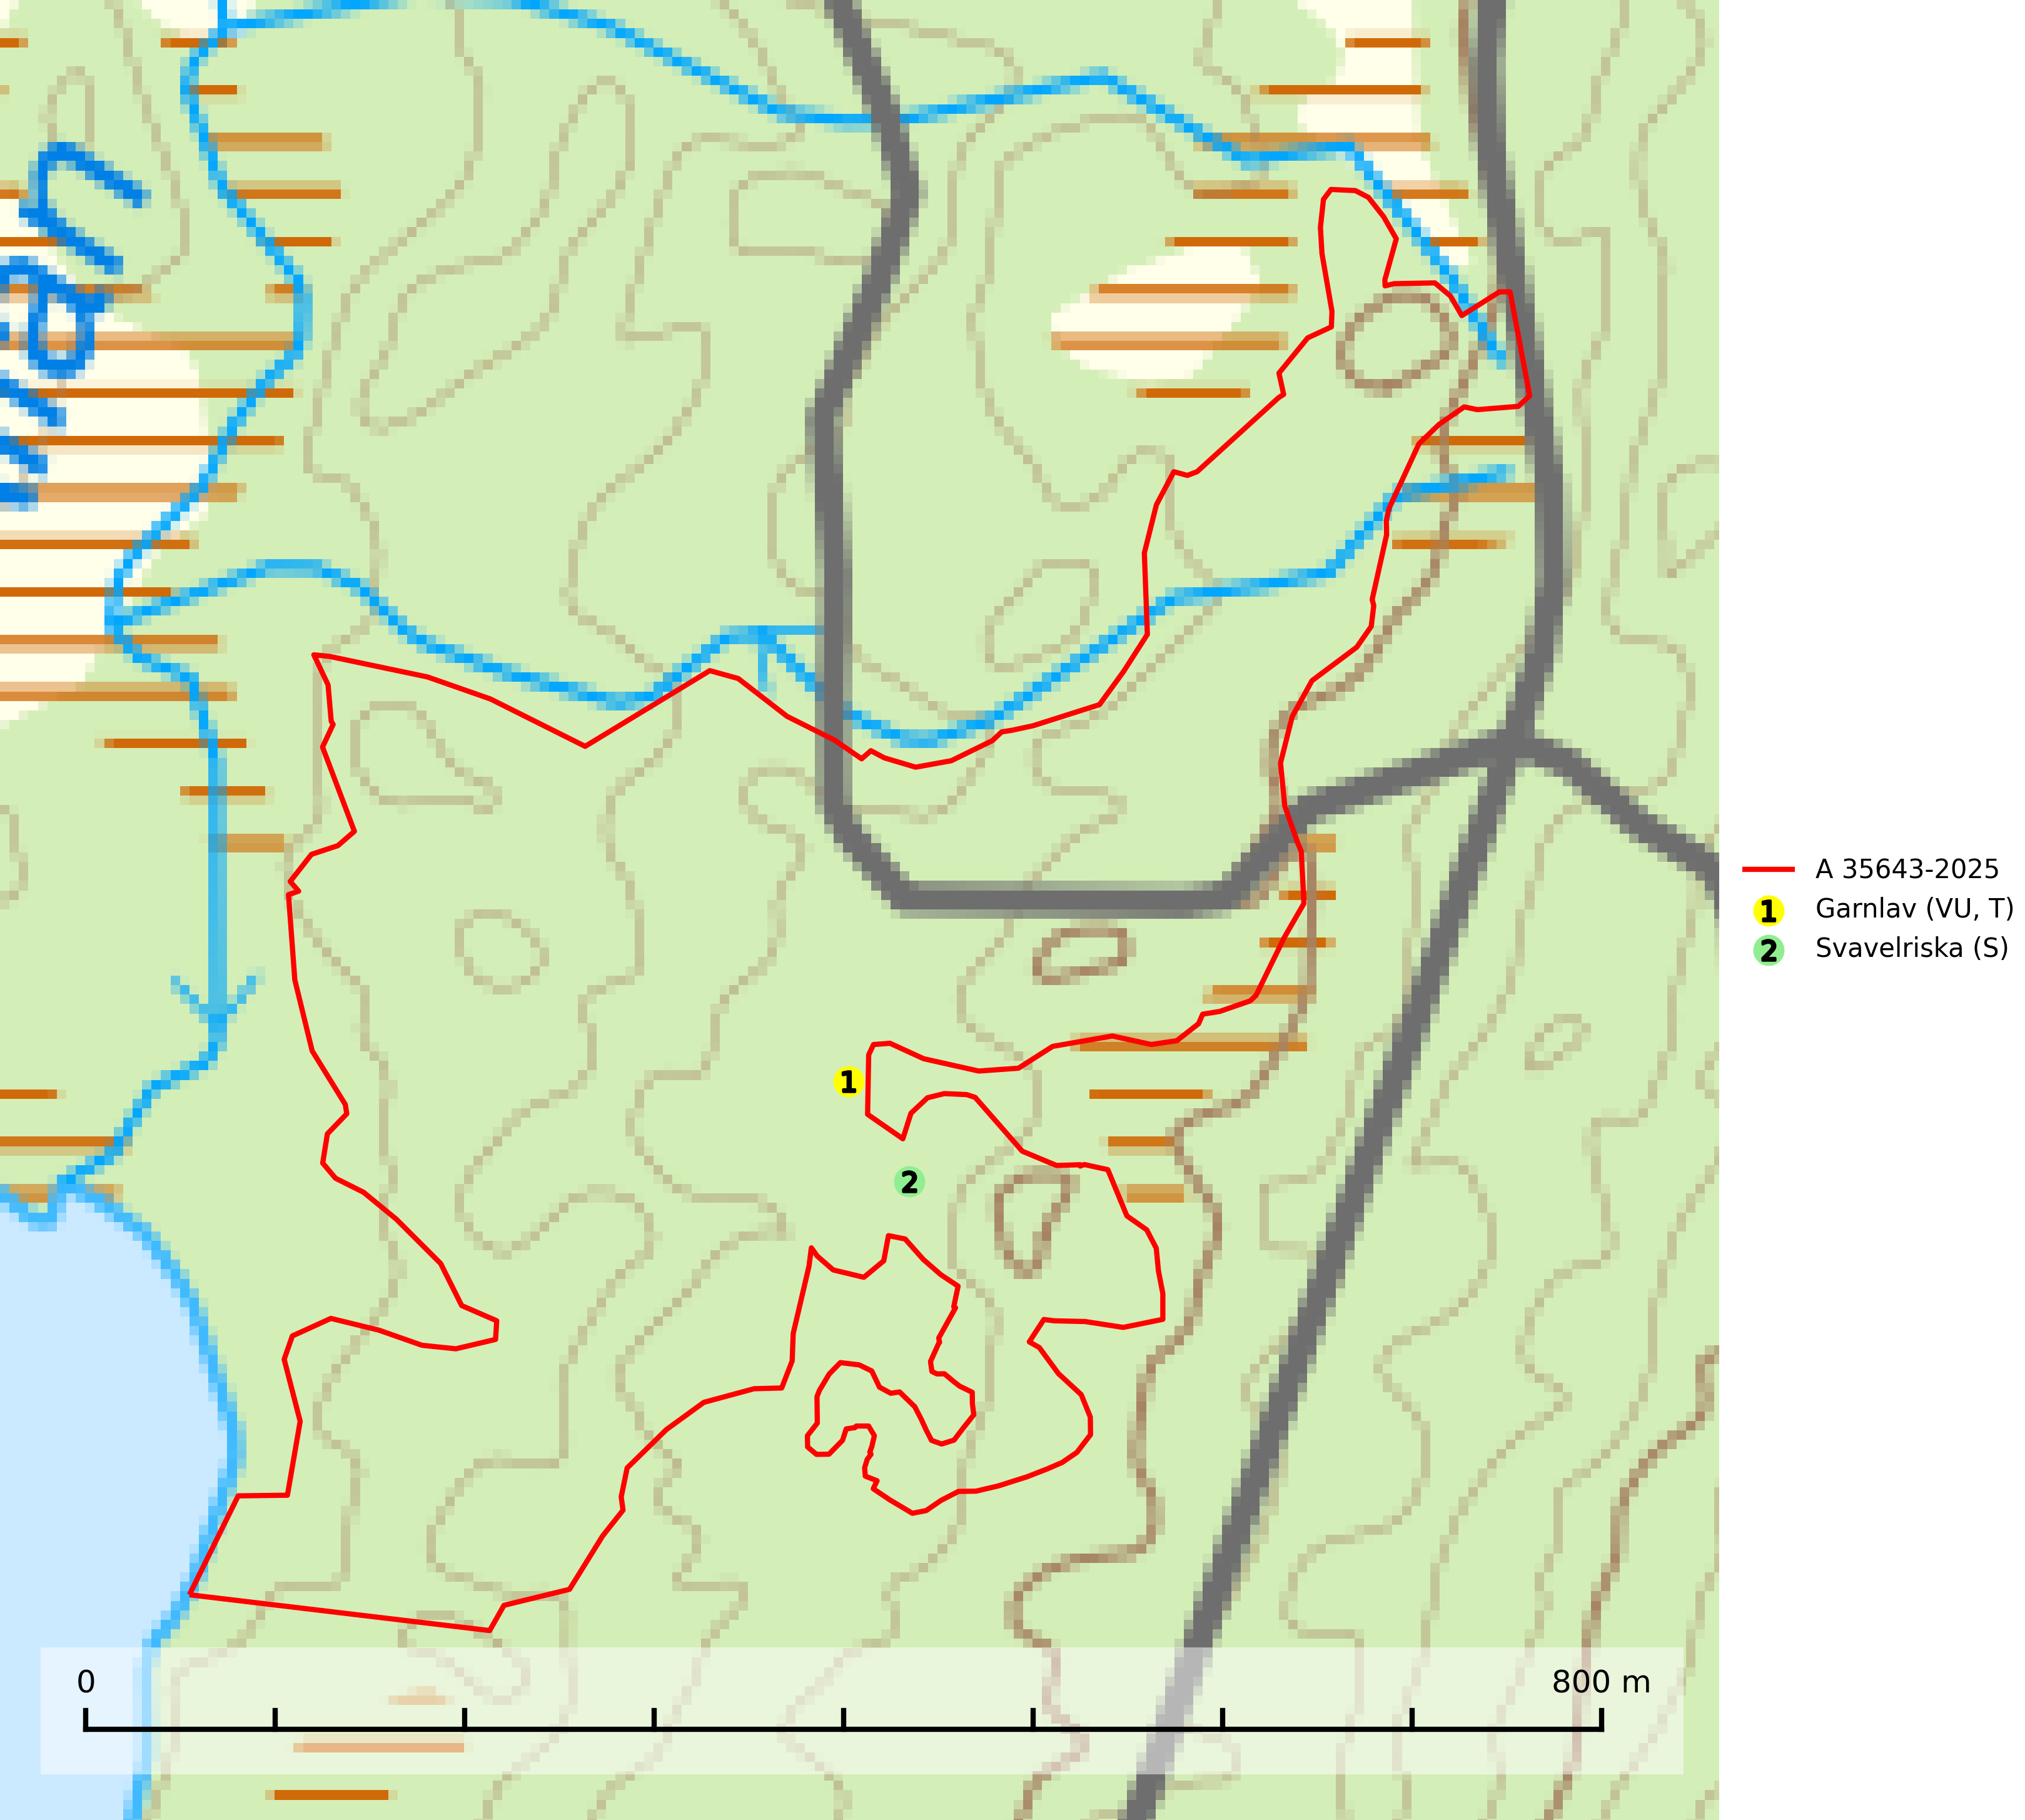 1
2
A 35643-2025
1 Garnlav (VU, T)
2 Svavelriska (S)
0
800 m